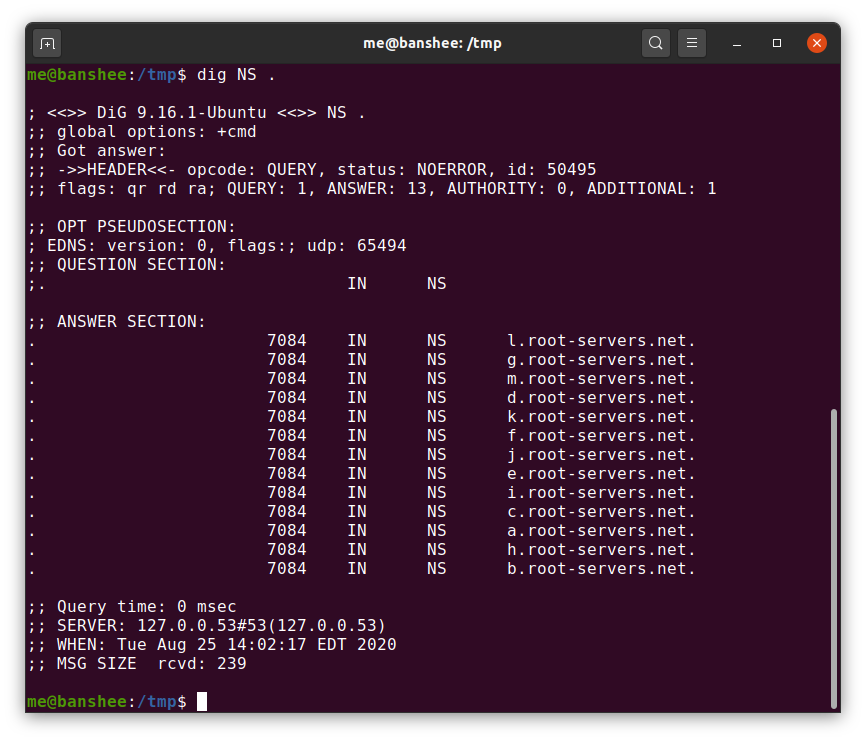 me@banshee: /tmp
me@banshee:/tmp$ dig NS .
; <<>> DiG 9.16.1-Ubuntu <<>> NS .
;; global options: +cmd
;; Got answer:
;; ->>HEADER<<- opcode: QUERY, status: NOERROR, id: 50495
;; flags: qr rd ra; QUERY: 1, ANSWER: 13, AUTHORITY: 0, ADDITIONAL: 1
;; OPT PSEUDOSECTION:
; EDNS: version: 0, flags:; udp: 65494
;; QUESTION SECTION:
;.				IN	NS
;; ANSWER SECTION:
.			7084	IN	NS	l.root-servers.net.
.			7084	IN	NS	g.root-servers.net.
.			7084	IN	NS	m.root-servers.net.
.			7084	IN	NS	d.root-servers.net.
.			7084	IN	NS	k.root-servers.net.
.			7084	IN	NS	f.root-servers.net.
.			7084	IN	NS	j.root-servers.net.
.			7084	IN	NS	e.root-servers.net.
.			7084	IN	NS	i.root-servers.net.
.			7084	IN	NS	c.root-servers.net.
.			7084	IN	NS	a.root-servers.net.
.			7084	IN	NS	h.root-servers.net.
.			7084	IN	NS	b.root-servers.net.
;; Query time: 0 msec
;; SERVER: 127.0.0.53#53(127.0.0.53)
;; WHEN: Tue Aug 25 14:02:17 EDT 2020
;; MSG SIZE  rcvd: 239
me@banshee:/tmp$